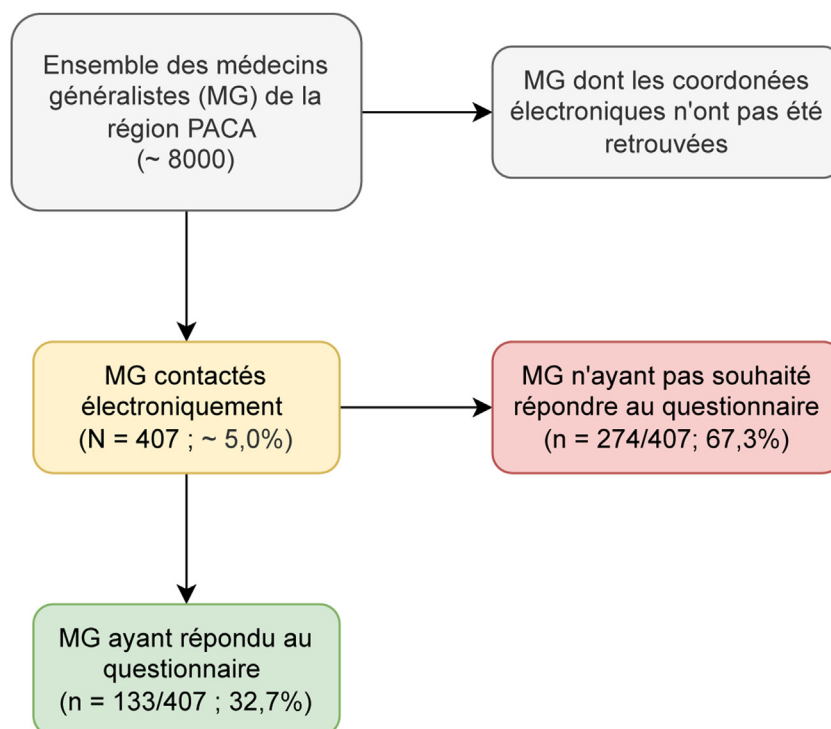 Ensemble des médecins
généralistes (MG) de la
région PACA
(~ 8000)
MG dont les coordonées
électroniques n'ont pas été
retrouvées
MG contactés
électroniquement
(N = 407 ; ~ 5,0%)
MG n'ayant pas souhaité
répondre au questionnaire
(n = 274/407; 67,3%)
MG ayant répondu au
questionnaire
(n = 133/407 ; 32,7%)